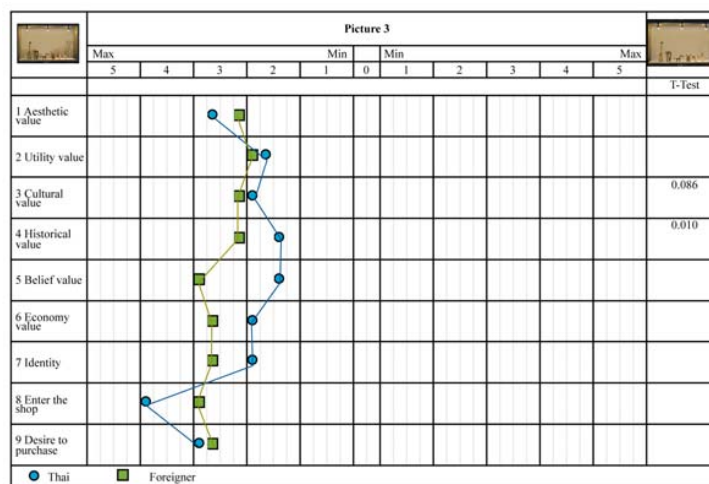 Picture 3
Max Min Min Max
5 4 3 2 1 0 1 2 3 4 5
T-Test
1 Aesthetic
value
2 Utility value
3 Cultural
value
0.086
4 Historical
value
0.010
5 Belief value
6 Economy
value
7 Identity
8 Enter the
shop
9 Desire to
purchase
Thai Foreigner